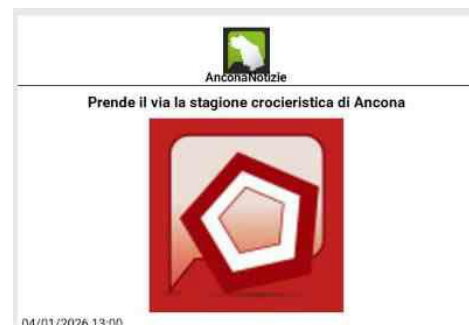 AnconaNotizie
Prende il via la stagione crocieristica di Ancona
04/01/2026 13:00